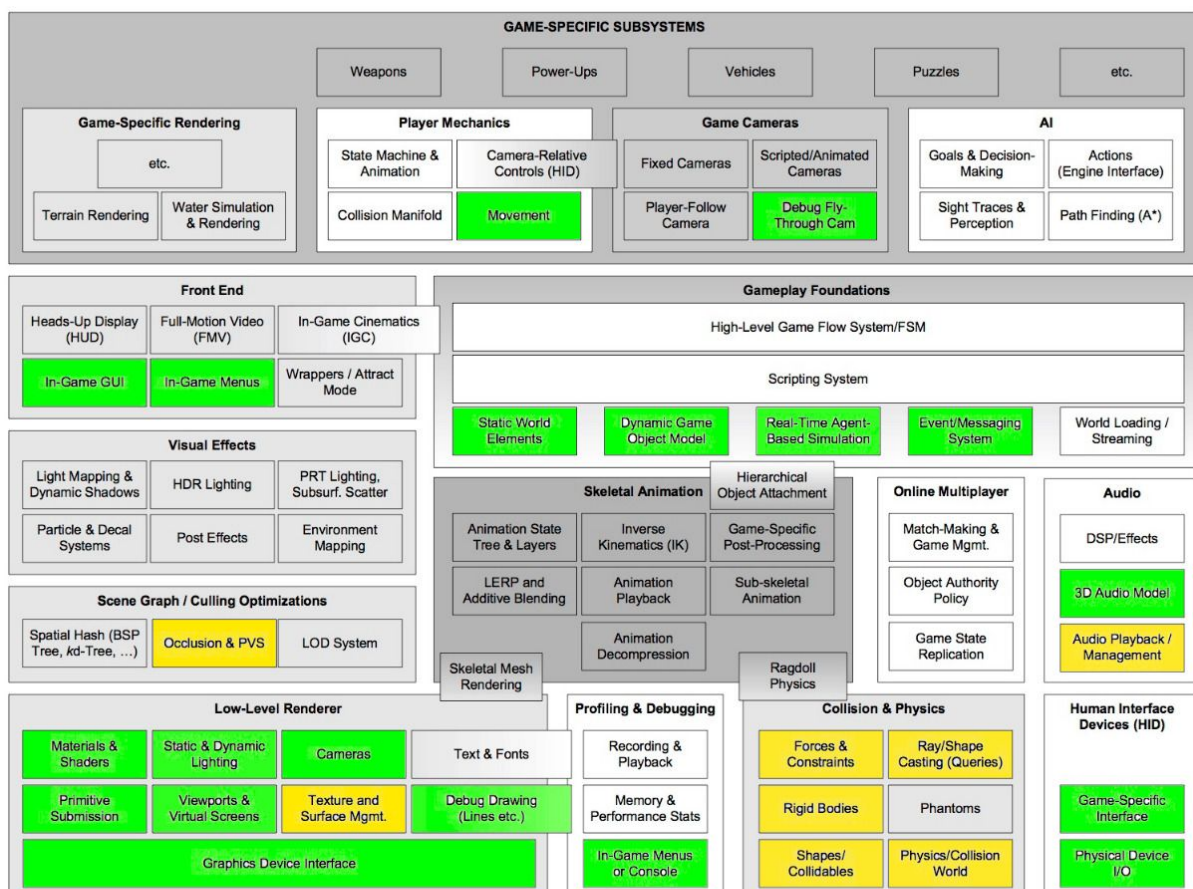 GAME-SPECIFIC SUBSYSTEMS
Weapons
Power-Ups
Vehicles
Puzzles
etc.
Game-Specific Rendering
etc.
Terrain Rendering
Water Simulation
& Rendering
Player Mechanics
State Machine &
Animation
Camera-Relative
Controls (HID)
Collision Manifold
Movement
Game Cameras
Fixed Cameras
Scripted/Animated
Cameras
Player-Follow
Camera
Debug Fly-
Through Cam
AI
Goals & Decision-
Making
Actions
(Engine Interface)
Sight Traces &
Perception
Path Finding (A*)
Front End
Heads-Up Display
(HUD)
Full-Motion Video
(FMV)
In-Game Cinematics
(IGC)
In-Game GUI
In-Game Menus
Wrappers / Attract
Mode
Gameplay Foundations
High-Level Game Flow System/FSM
Scripting System
Static World
Elements
Dynamic Game
Object Model
Real-Time Agent-
Based Simulation
Event/Messaging
System
World Loading /
Streaming
Visual Effects
Light Mapping &
Dynamic Shadows
HDR Lighting
PRT Lighting,
Subsurf. Scatter
Particle & Decal
Systems
Post Effects
Environment
Mapping
Skeletal Animation
Hierarchical
Object Attachment
Animation State
Tree & Layers
Inverse
Kinematics (IK)
Game-Specific
Post-Processing
LERP and
Additive Blending
Animation
Playback
Sub-skeletal
Animation
Animation
Decompression
Online Multiplayer
Match-Making &
Game Mgmt.
Object Authority
Policy
Game State
Replication
Audio
DSP/Effects
3D Audio Model
Audio Playback /
Management
Scene Graph / Culling Optimizations
Spatial Hash (BSP
Tree, kd-Tree, …)
Occlusion & PVS
LOD System
Skeletal Mesh
Rendering
Ragdoll
Physics
Low-Level Renderer
Materials &
Shaders
Static & Dynamic
Lighting
Cameras
Text & Fonts
Primitive
Submission
Viewports &
Virtual Screens
Texture and
Surface Mgmt.
Debug Drawing
(Lines etc.)
Graphics Device Interface
Profiling & Debugging
Recording &
Playback
Memory &
Performance Stats
In-Game Menus
or Console
Collision & Physics
Forces &
Constraints
Ray/Shape
Casting (Queries)
Rigid Bodies
Phantoms
Shapes/
Collidables
Physics/Collision
World
Human Interface
Devices (HID)
Game-Specific
Interface
Physical Device
I/O